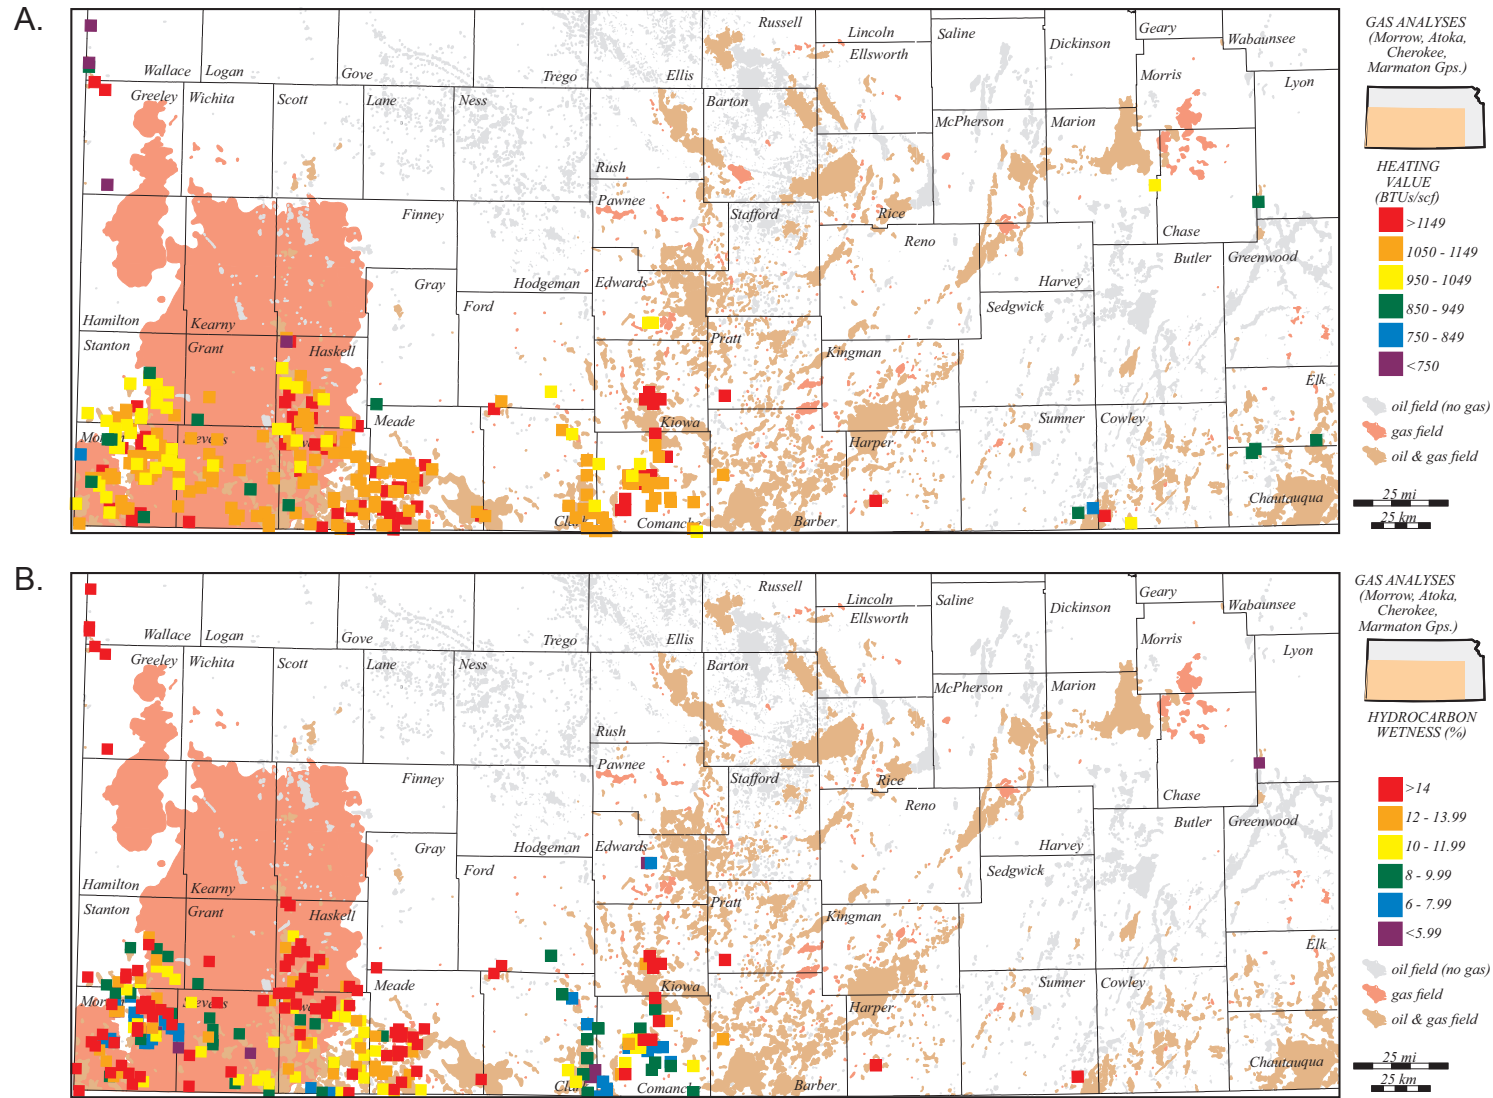 A.
Russell
Lincoln
Saline
Geary
Wabaunsee
Dickinson
Ellsworth
Wallace
Logan
Gove
Trego
Ellis
Morris
Lyon
Greeley
Wichita
Scott
Lane
Ness
Barton
McPherson
Marion
Rush
Pawnee
Stafford
Rice
Finney
Reno
Chase
Butler
Greenwood
Gray
Hodgeman
Edwards
Harvey
Ford
Sedgwick
Hamilton
Kearny
Stanton
Grant
Haskell
Pratt
Kingman
Elk
Meade
Kiowa
Sumner
Cowley
Harper
Chautauqua
Comanche
Barber
GAS ANALYSES
(Morrow, Atoka,
Cherokee,
Marmaton Gps.)
HEATING
VALUE
(BTUs/scf)
>1149
1050 - 1149
950 - 1049
850 - 949
750 - 849
<750
oil field (no gas)
gas field
oil & gas field
25 mi
25 km
B.
Russell
Lincoln
Saline
Geary
Wabaunsee
Dickinson
Ellsworth
Wallace
Logan
Gove
Trego
Ellis
Morris
Lyon
Greeley
Wichita
Scott
Lane
Ness
Barton
McPherson
Marion
Rush
Pawnee
Stafford
Rice
Finney
Reno
Chase
Butler
Greenwood
Gray
Hodgeman
Edwards
Harvey
Ford
Sedgwick
Hamilton
Kearny
Stanton
Grant
Haskell
Pratt
Kingman
Elk
Meade
Kiowa
Sumner
Cowley
Harper
Chautauqua
Comanche
Barber
GAS ANALYSES
(Morrow, Atoka,
Cherokee,
Marmaton Gps.)
HYDROCARBON
WETNESS (%)
>14
12 - 13.99
10 - 11.99
8 - 9.99
6 - 7.99
<5.99
oil field (no gas)
gas field
oil & gas field
25 mi
25 km